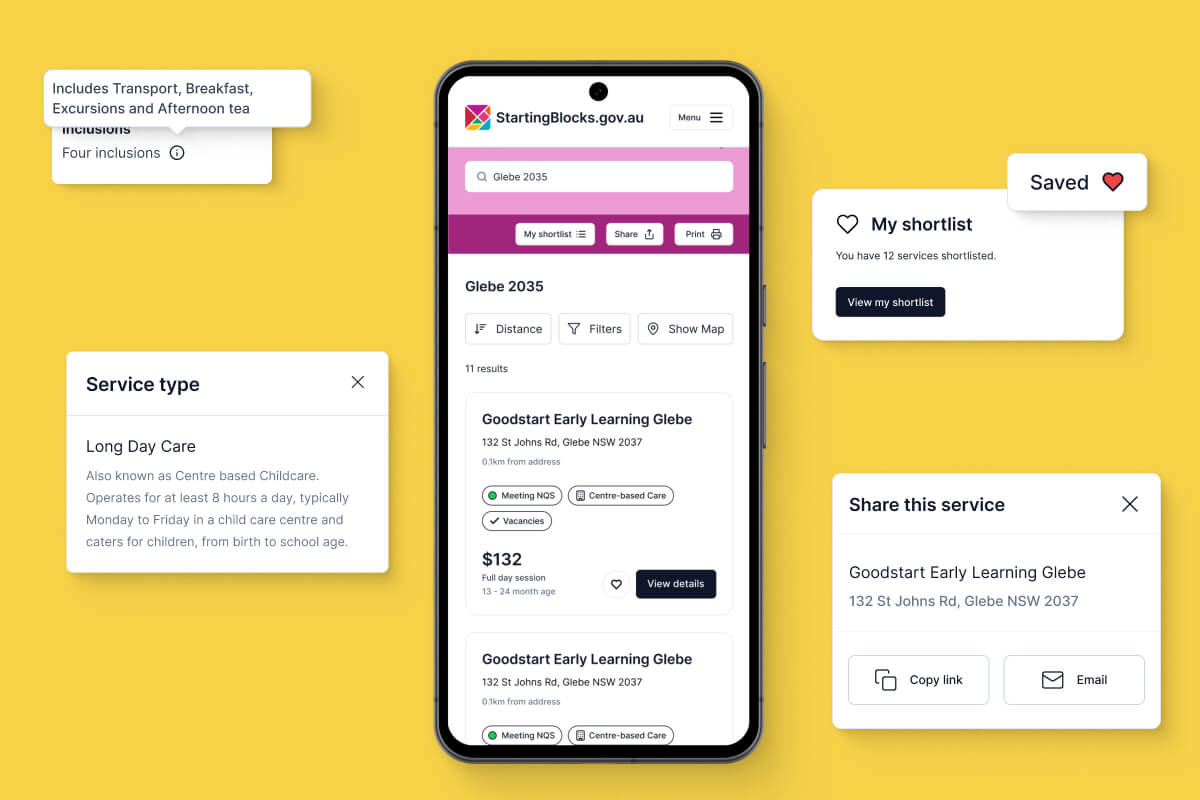 Includes Transport, Breakfast,
Excursions and Afternoon tea
Inclusions
Four inclusions
Service type
Long Day Care
Also known as Centre based Childcare.
Operates for at least 8 hours a day, typically
Monday to Friday in a child care centre and
caters for children, from birth to school age.
StartingBlocks.gov.au
Menu
Glebe 2035
My shortlist
Share
Print
Glebe 2035
Distance
Filters
Show Map
11 results
Goodstart Early Learning Glebe
132 St Johns Rd, Glebe NSW 2037
0.1km from address
Meeting NQS
Centre-based Care
Vacancies
$132
Full day session
13 - 24 month age
View details
Goodstart Early Learning Glebe
132 St Johns Rd, Glebe NSW 2037
0.1km from address
Meeting NQS
Centre-based Care
Saved
My shortlist
You have 12 services shortlisted.
View my shortlist
Share this service
Goodstart Early Learning Glebe
132 St Johns Rd, Glebe NSW 2037
Copy link
Email